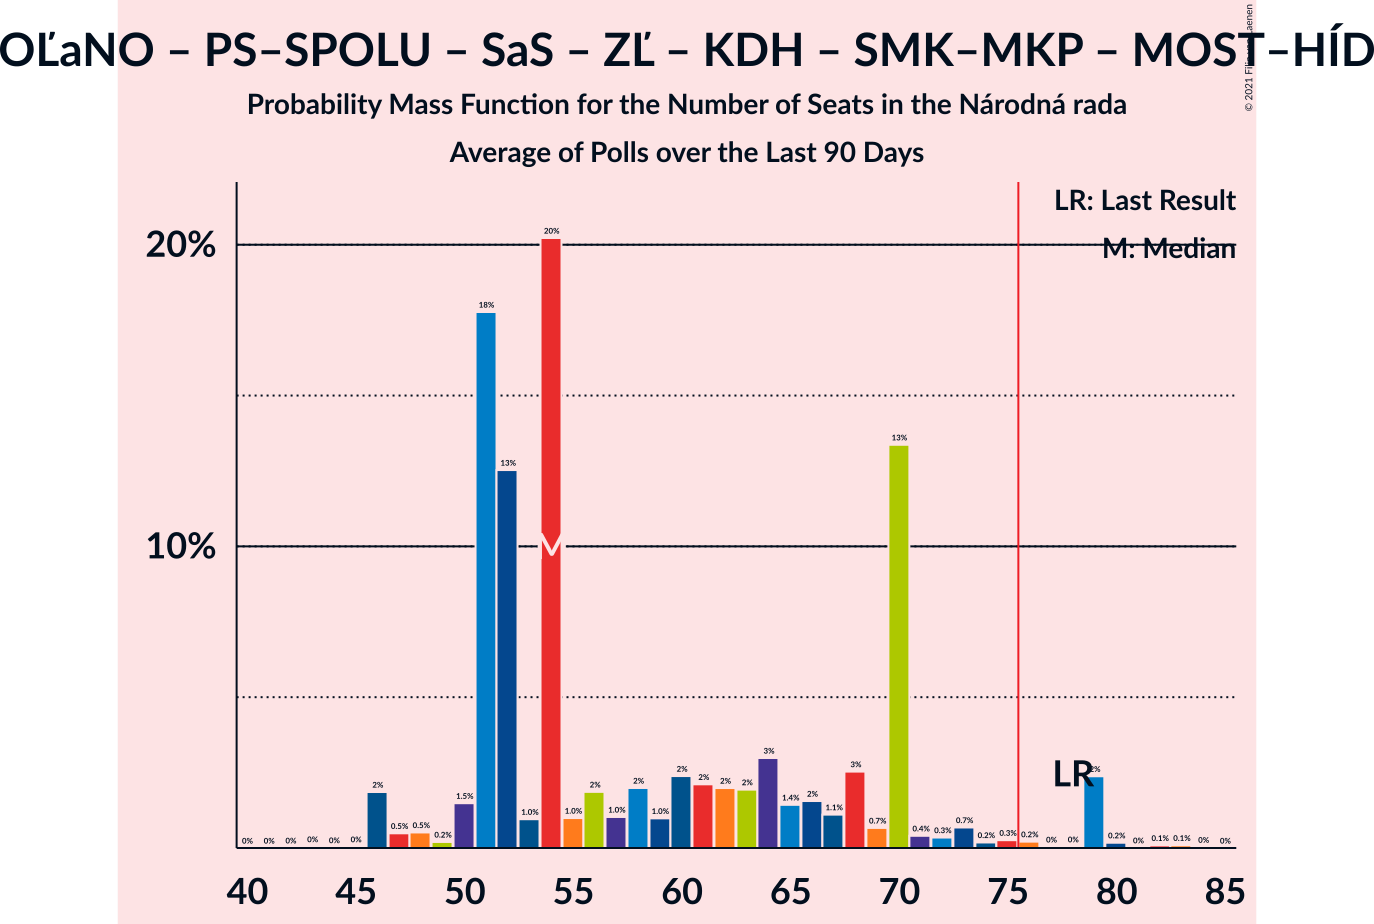 OĽaNO – PS–SPOLU – SaS – ZĽ – KDH – SMK–MKP – MOST–HÍD
Probability Mass Function for the Number of Seats in the Národná rada
Average of Polls over the Last 90 Days
© 2021
LR: Last Result
M: Median
20%
10%
0% 0% 0% 0% 0% 0% 2% 0.5% 0.5% 0.2% 1.5% 18% 13% 1.0% 20% 1.0% 2% 1.0% 2% 1.0% 2% 2% 2% 2% 3% 1.4% 2% 1.1% 3% 0.7% 13% 0.4% 0.3% 0.7% 0.2% 0.3% 0.2% 0% 0% 2% 0.2% 0% 0.1% 0.1% 0% 0%
M
LR
40 45 50 55 60 65 70 75 80 85